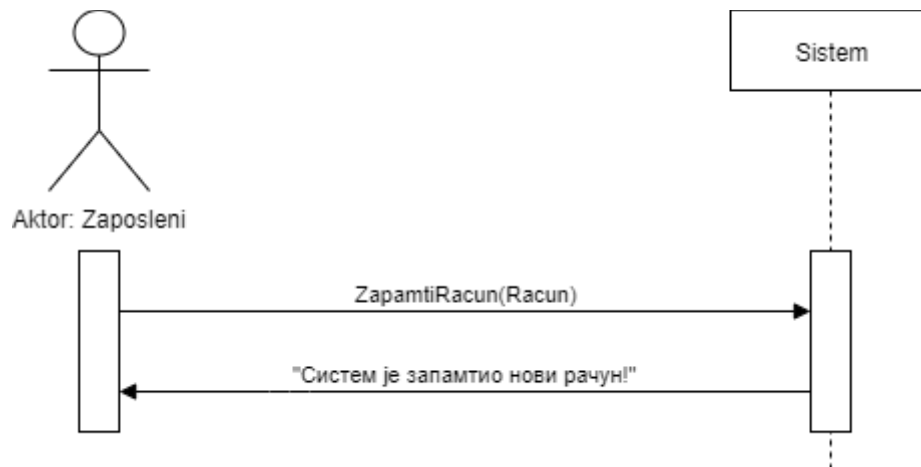 Sistem
Aktor: Zaposleni
ZapamtiRacun(Racun)
"Систем је запамтио нови рачун!"